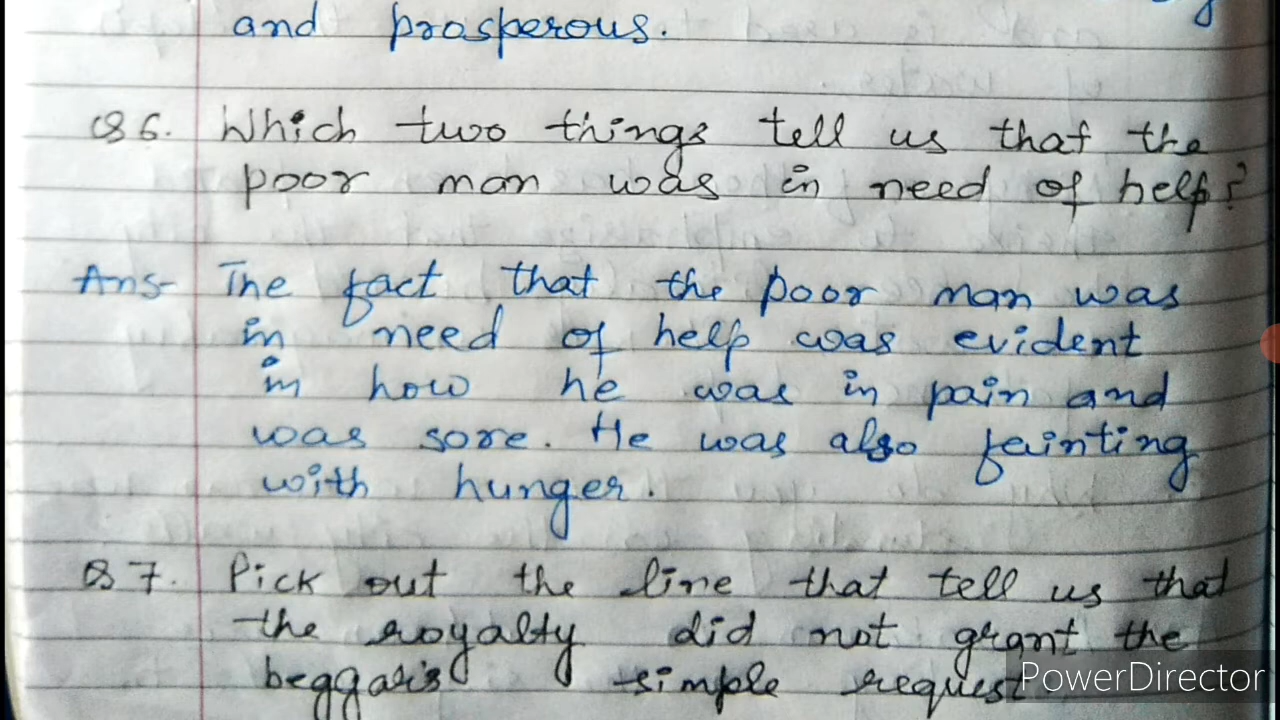 and prosperous.
Q6. Which two things tell us that the
poor man was in need of help?
Ans- The fact that the poor man was
in need of help was evident
in how he was in pain and
was sore. He was also fainting
with hunger.
Q7. Pick out the line that tell us that
the royalty did not grant the
beggar's simple request
PowerDirector